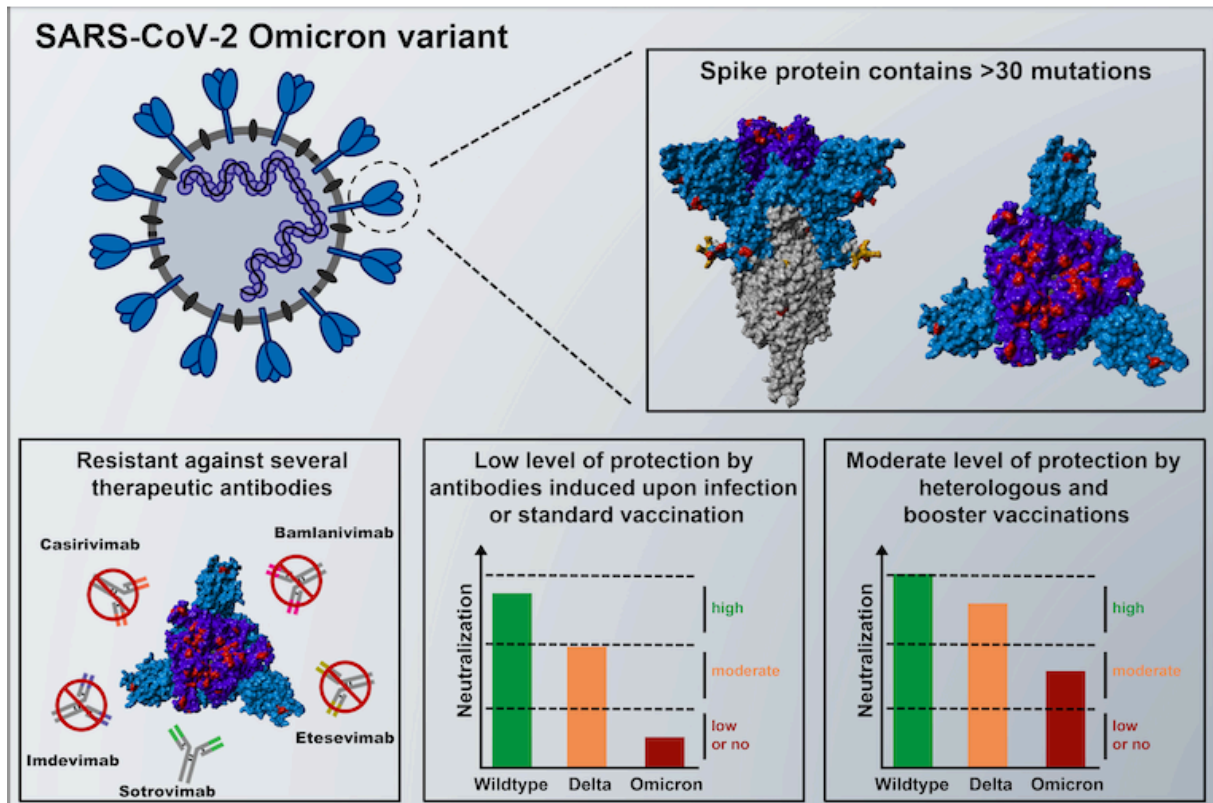 SARS-CoV-2 Omicron variant
Spike protein contains >30 mutations
Resistant against several
therapeutic antibodies
Casirivimab
Bamlanivimab
Imdevimab
Etesevimab
Sotrovimab
Low level of protection by
antibodies induced upon infection
or standard vaccination
Neutralization
high
moderate
low
or no
Wildtype Delta Omicron
Moderate level of protection by
heterologous and
booster vaccinations
Neutralization
high
moderate
low
or no
Wildtype Delta Omicron